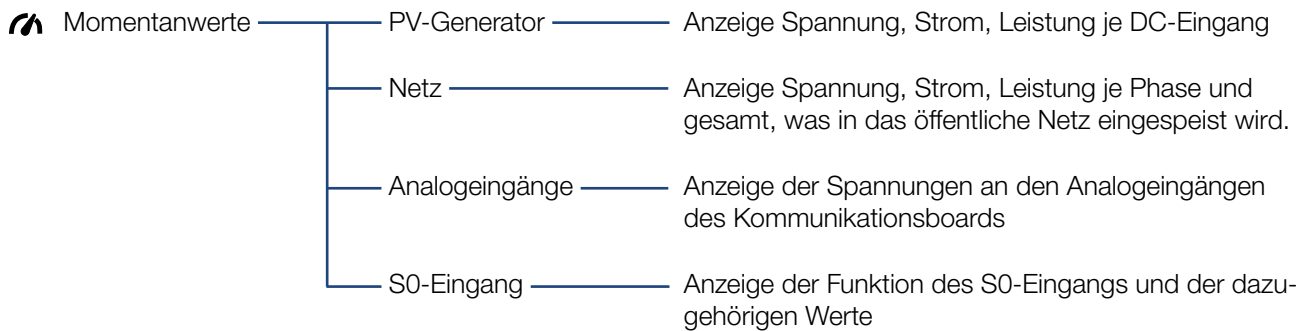 Momentanwerte PV-Generator Anzeige Spannung, Strom, Leistung je DC-Eingang
Netz Anzeige Spannung, Strom, Leistung je Phase und
gesamt, was in das öffentliche Netz eingespeist wird.
Analogeingänge Anzeige der Spannungen an den Analogeingängen
des Kommunikationsboards
S0-Eingang Anzeige der Funktion des S0-Eingangs und der dazu-
gehörigen Werte